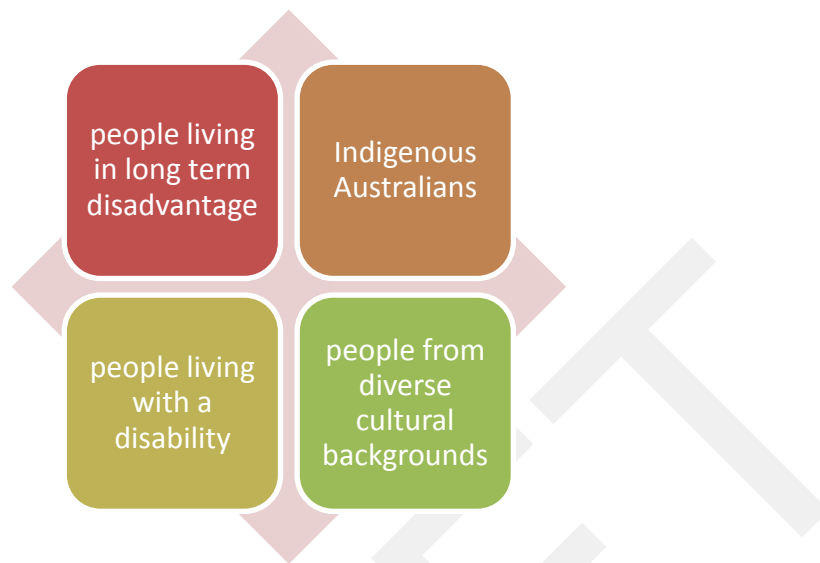 people living
in long term
disadvantage
Indigenous
Australians
people living
with a
disability
people from
diverse
cultural
backgrounds